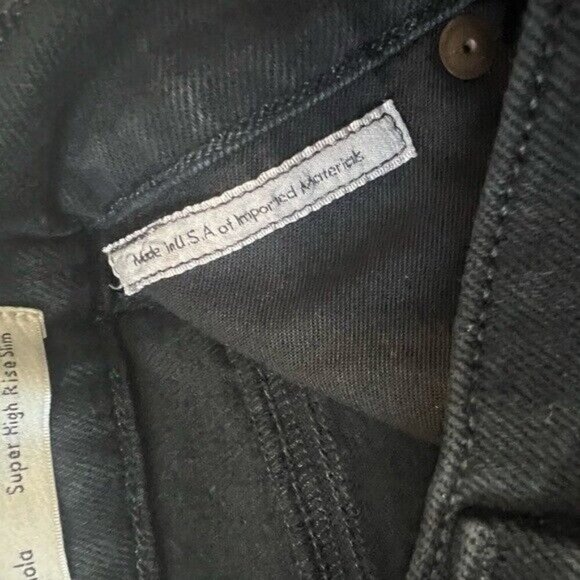 Made in U.S.A of Imported Materials
Super High Rise Slim
ola